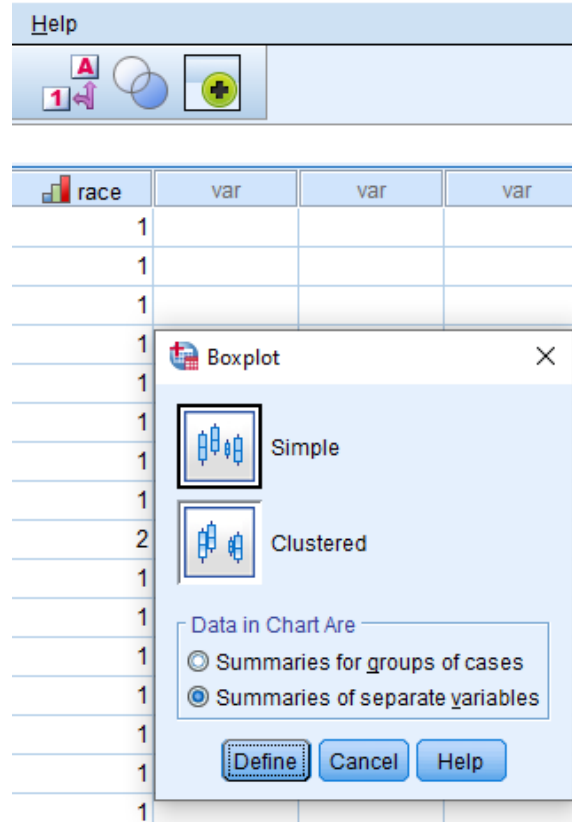 Help
A
1
race var var var
1
1
1
1
Boxplot
1
1
Simple
1
1
2
Clustered
1
1
Data in Chart Are
1
Summaries for groups of cases
1
Summaries of separate variables
1
Define Cancel Help
1
1